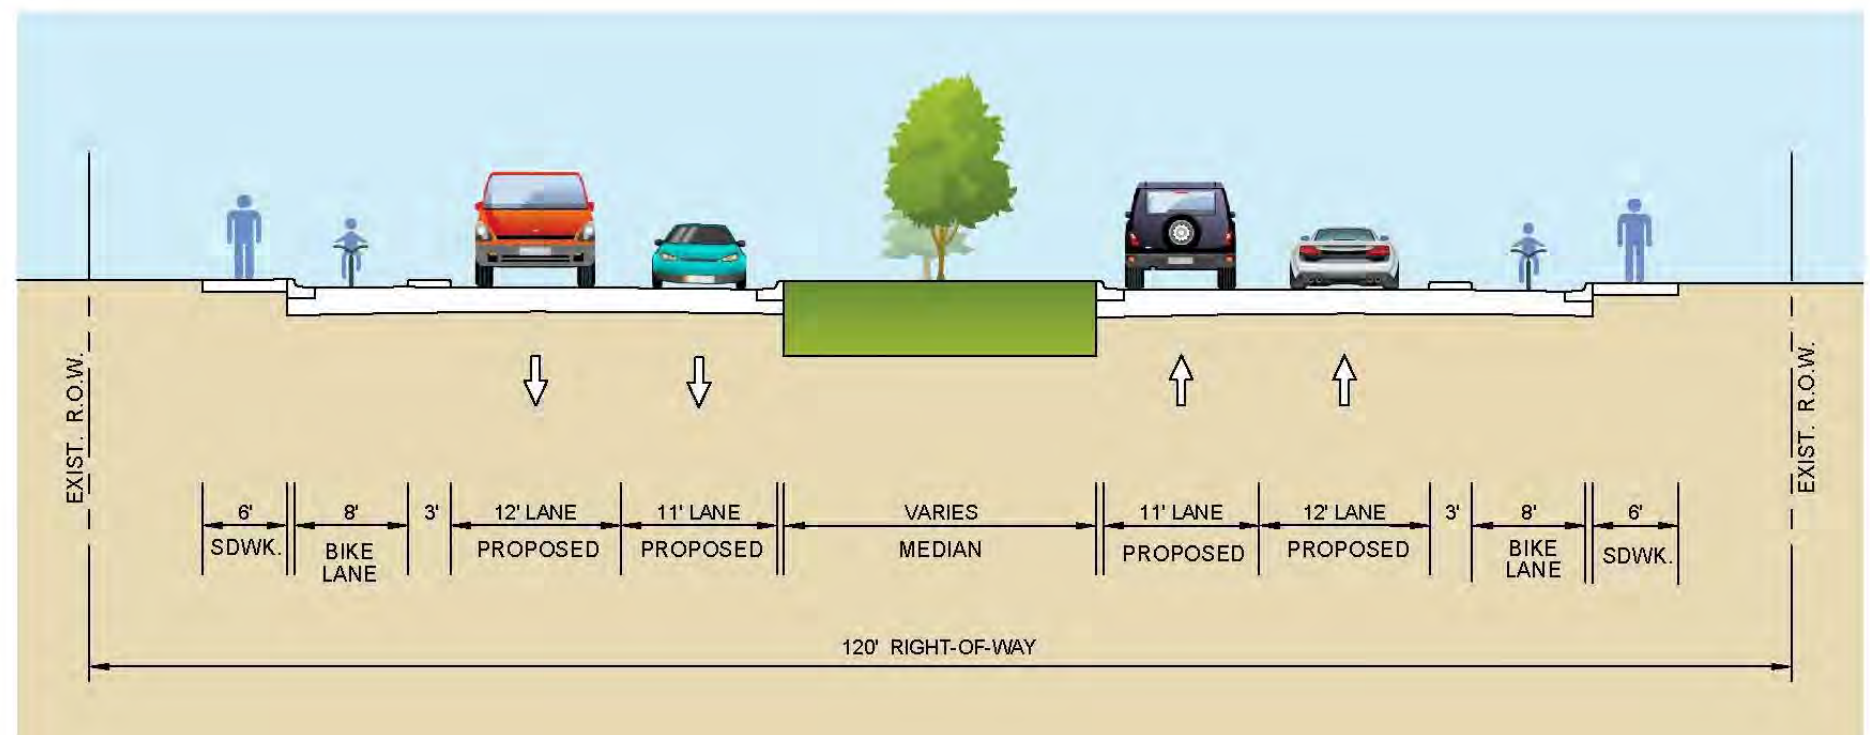 EXIST. R.O.W.
EXIST. R.O.W.
6'
8'
3'
12' LANE
11' LANE
VARIES
11' LANE
12' LANE
3'
8'
6'
SDWK.
BIKE
LANE
PROPOSED
PROPOSED
MEDIAN
PROPOSED
PROPOSED
BIKE
LANE
SDWK.
120' RIGHT-OF-WAY